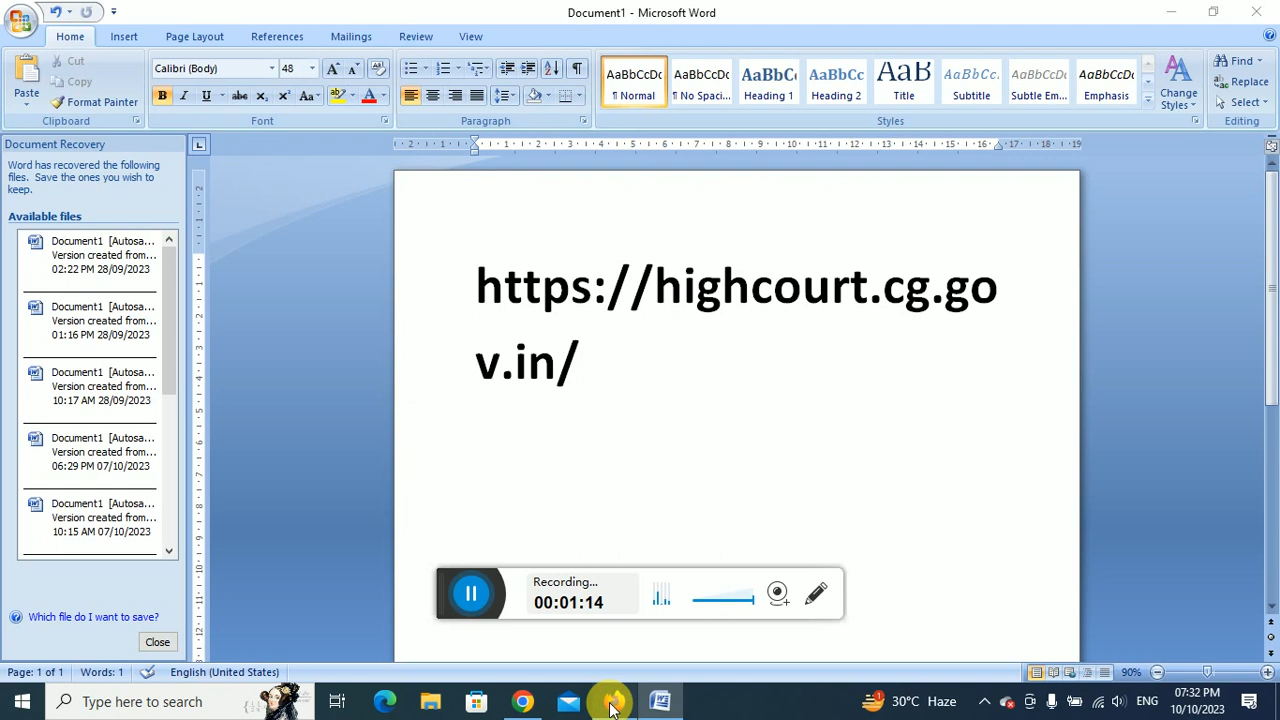 Document1 - Microsoft Word
Home Insert Page Layout References Mailings Review View
Paste
Cut
Copy
Format Painter
Clipboard
Calibri (Body) 48
Font
Paragraph
AaBbCcDc AaBbCcDc AaBbC AaBbCc AaB AaBbCc. AaBbCcDc AaBbCcDc
¶ Normal ¶ No Spaci... Heading 1 Heading 2 Title Subtitle Subtle Em... Emphasis
Change
Styles
Styles
Find
Replace
Select
Editing
Document Recovery
Word has recovered the following
files. Save the ones you wish to
keep.
Available files
Document1 [Autosa...
Version created from...
02:22 PM 28/09/2023
Document1 [Autosa...
Version created from...
01:16 PM 28/09/2023
Document1 [Autosa...
Version created from...
10:17 AM 28/09/2023
Document1 [Autosa...
Version created from...
06:29 PM 07/10/2023
Document1 [Autosa...
Version created from...
10:15 AM 07/10/2023
Which file do I want to save?
Close
https://highcourt.cg.go
v.in/
Recording...
00:01:14
Page: 1 of 1 Words: 1 English (United States) 90%
Type here to search
30°C Haze
ENG
07:32 PM
10/10/2023